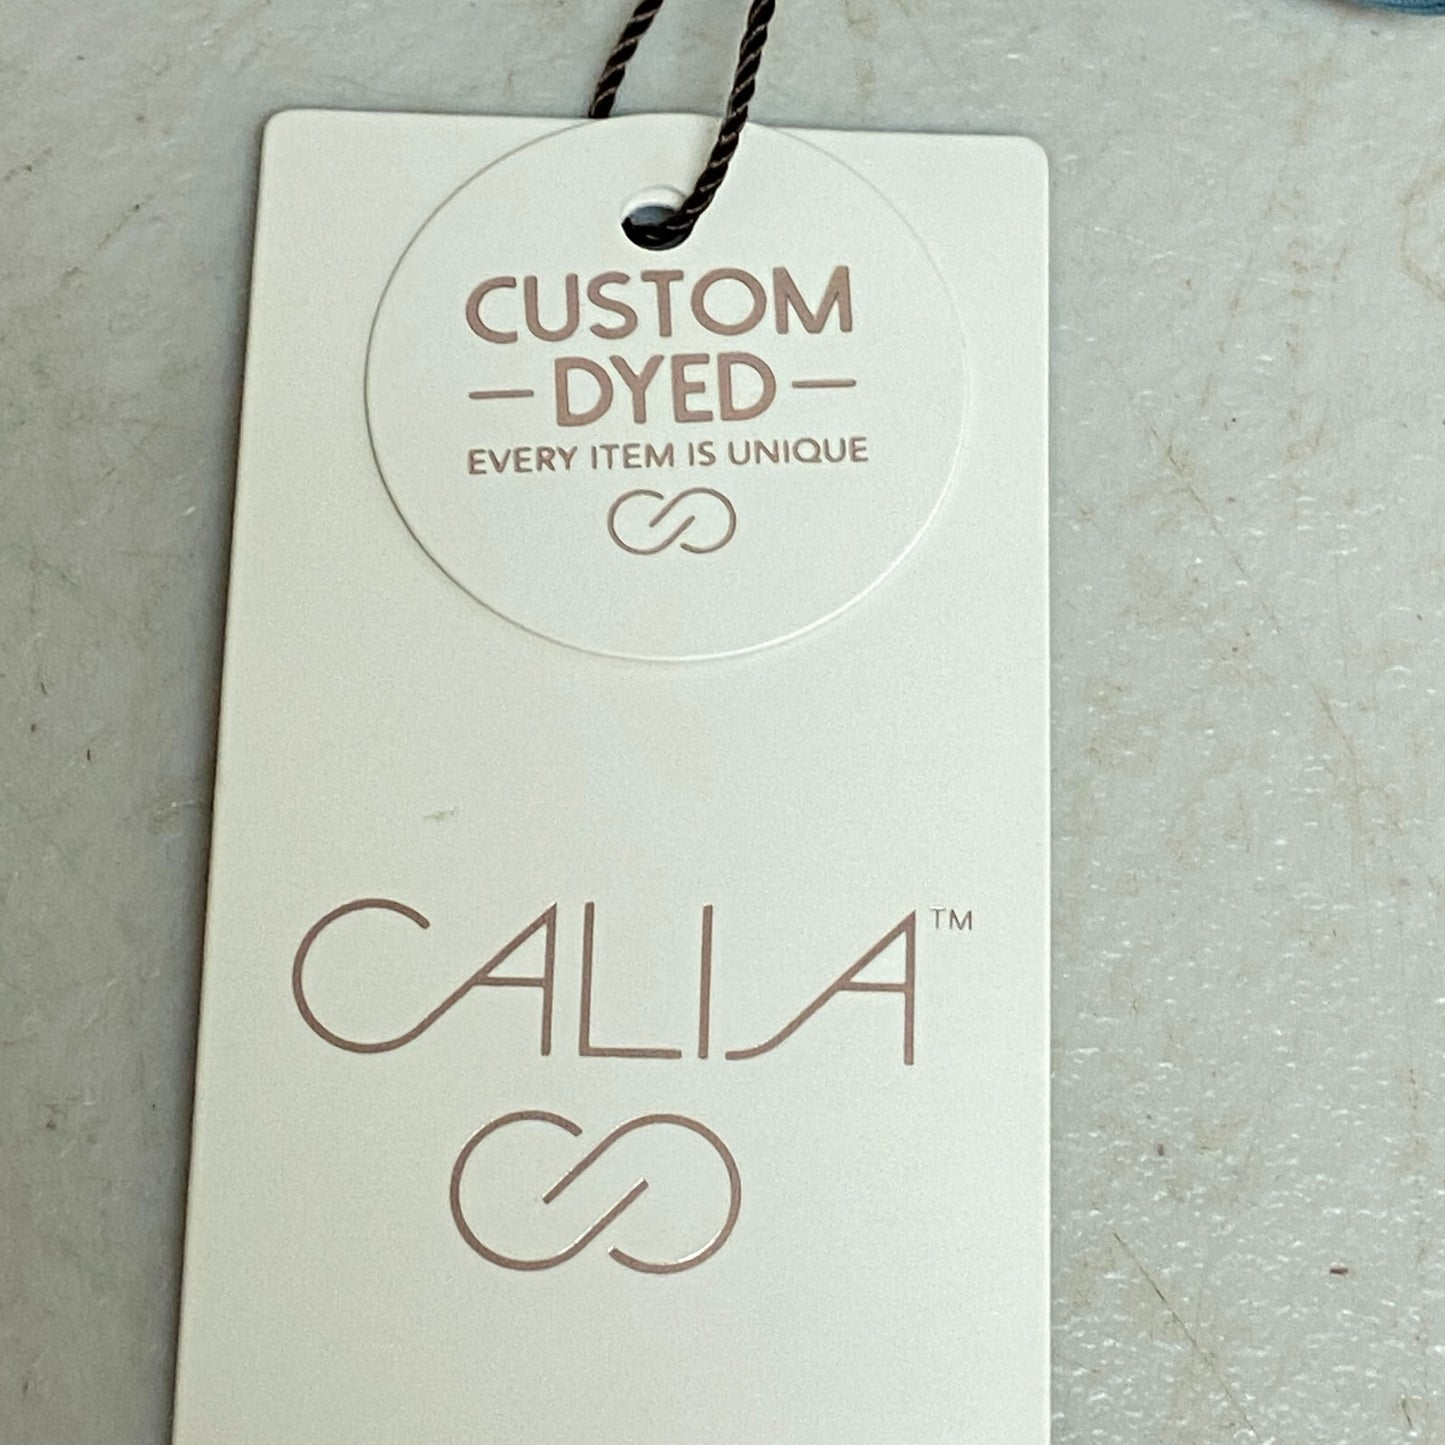 CUSTOM
— DYED —
EVERY ITEM IS UNIQUE
CALIA™